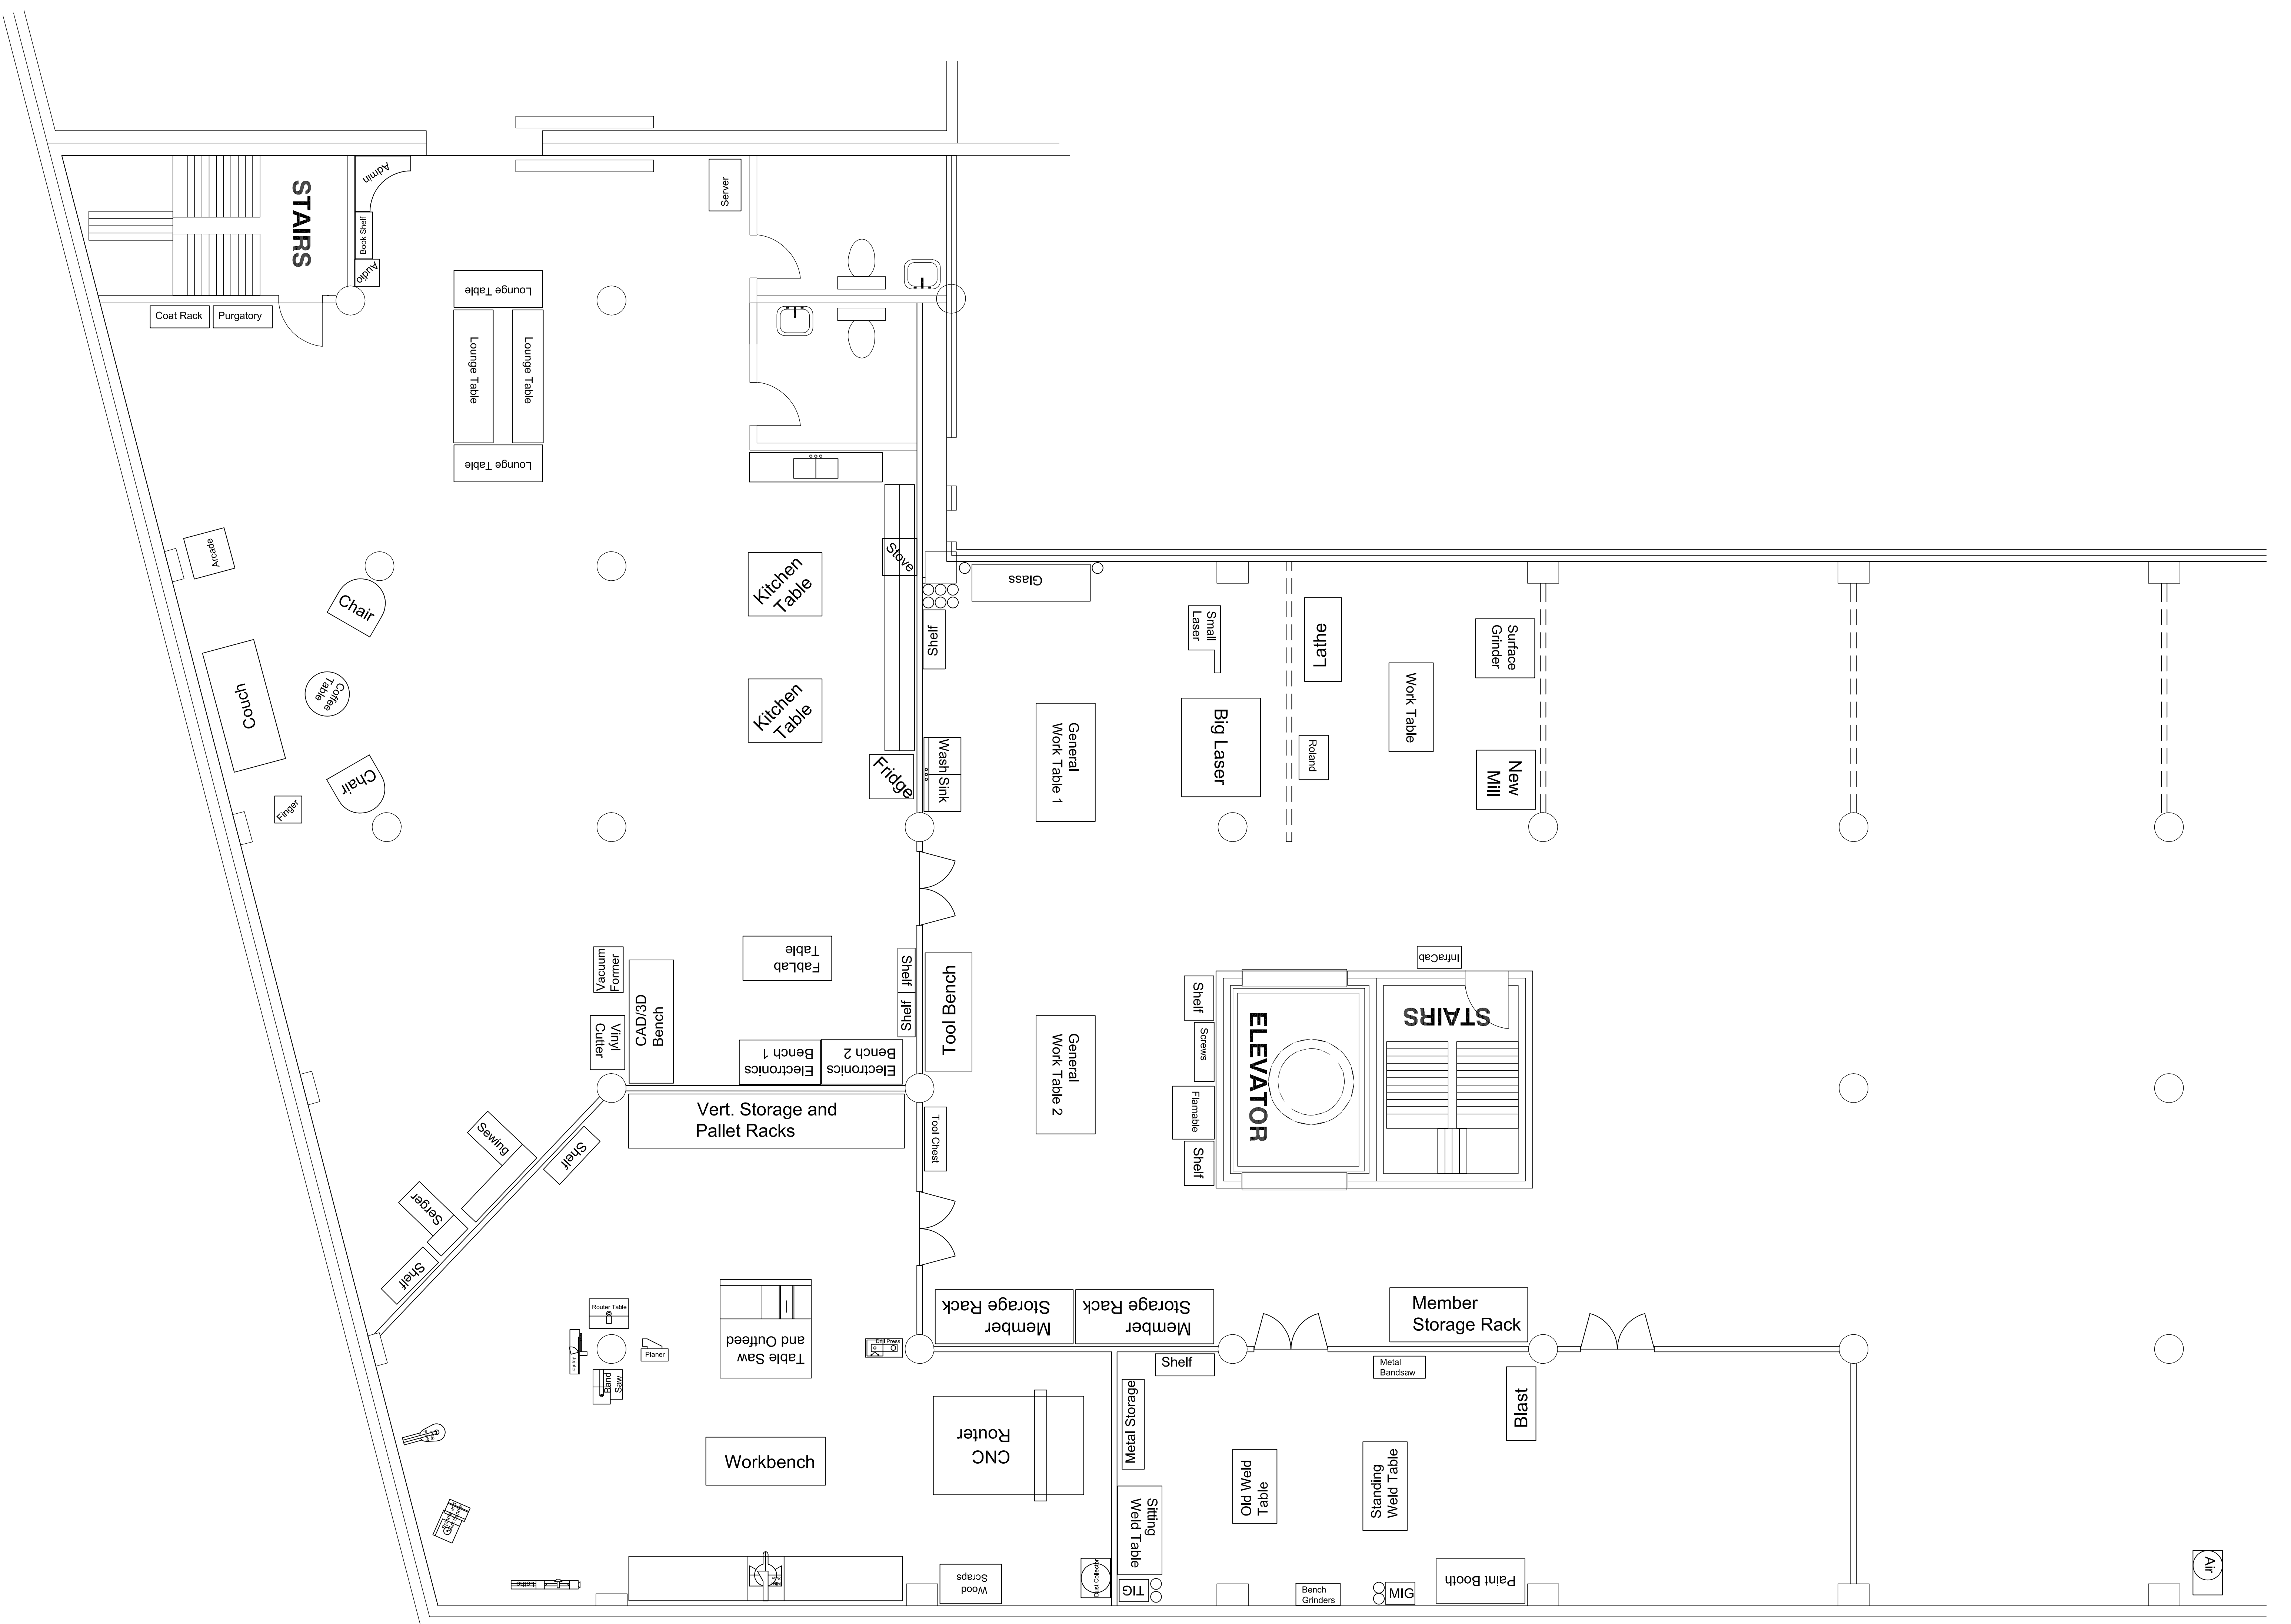 Admin
STAIRS
Book Shelf
Audio
Server
Coat Rack
Purgatory
Lounge Table
Lounge Table
Lounge Table
Lounge Table
Arcade
Chair
Couch
Coffee
Table
Chair
Finger
Kitchen
Table
Stove
Kitchen
Table
Fridge
Glass
Shelf
Wash Sink
General
Work Table 1
Small
Laser
Big Laser
Lathe
Roland
Work Table
Surface
Grinder
New
Mill
Vacunm
Former
Vinyl
Cutter
CAD/3D
Bench
FabLab
Table
Shelf
Shelf
Electronics
Bench 1
Electronics
Bench 2
Tool Bench
General
Work Table 2
Shelf
Screws
Flamable
Shelf
ELEVATOR
InfraCab
STAIRS
Vert. Storage and
Pallet Racks
Tool Chest
Sewing
Shelf
Serger
Shelf
Router Table
Planer
Band
Saw
Table Saw
and Outfeed
Drill Press
Member
Storage Rack
Member
Storage Rack
Member
Storage Rack
Shelf
Metal
Bandsaw
Blast
Workbench
CNC
Router
Metal Storage
Sitting
Weld Table
Old Weld
Table
Standing
Weld Table
Lathe
Wood
Scraps
Dust Collector
TIG
Bench
Grinders
MIG
Paint Booth
Air